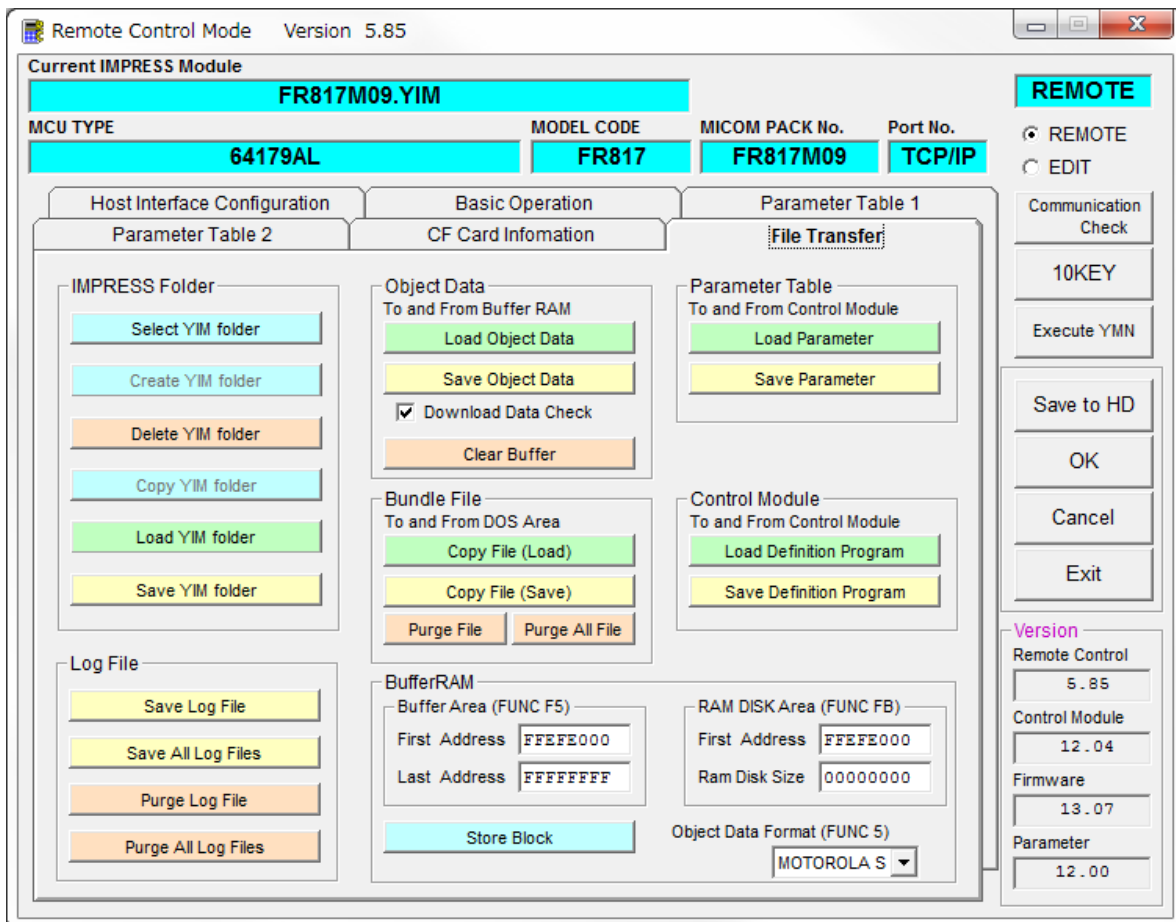 Remote Control Mode Version 5.85
Current IMPRESS Module
FR817M09.YIM
REMOTE
MCU TYPE MODEL CODE MICOM PACK No. Port No.
64179AL FR817 FR817M09 TCP/IP
REMOTE
EDIT
Host Interface Configuration Basic Operation Parameter Table 1
Parameter Table 2 CF Card Infomation File Transfer
Communication
Check
10KEY
Execute YMN
Save to HD
OK
Cancel
Exit
IMPRESS Folder
Select YIM folder
Create YIM folder
Delete YIM folder
Copy YIM folder
Load YIM folder
Save YIM folder
Log File
Save Log File
Save All Log Files
Purge Log File
Purge All Log Files
Object Data
To and From Buffer RAM
Load Object Data
Save Object Data
Download Data Check
Clear Buffer
Bundle File
To and From DOS Area
Copy File (Load)
Copy File (Save)
Purge File Purge All File
Parameter Table
To and From Control Module
Load Parameter
Save Parameter
Control Module
To and From Control Module
Load Definition Program
Save Definition Program
BufferRAM
Buffer Area (FUNC F5)
First Address FFEFE000
Last Address FFFFFFFF
RAM DISK Area (FUNC FB)
First Address FFEFE000
Ram Disk Size 00000000
Store Block
Object Data Format (FUNC 5)
MOTOROLA S
Version
Remote Control
5.85
Control Module
12.04
Firmware
13.07
Parameter
12.00